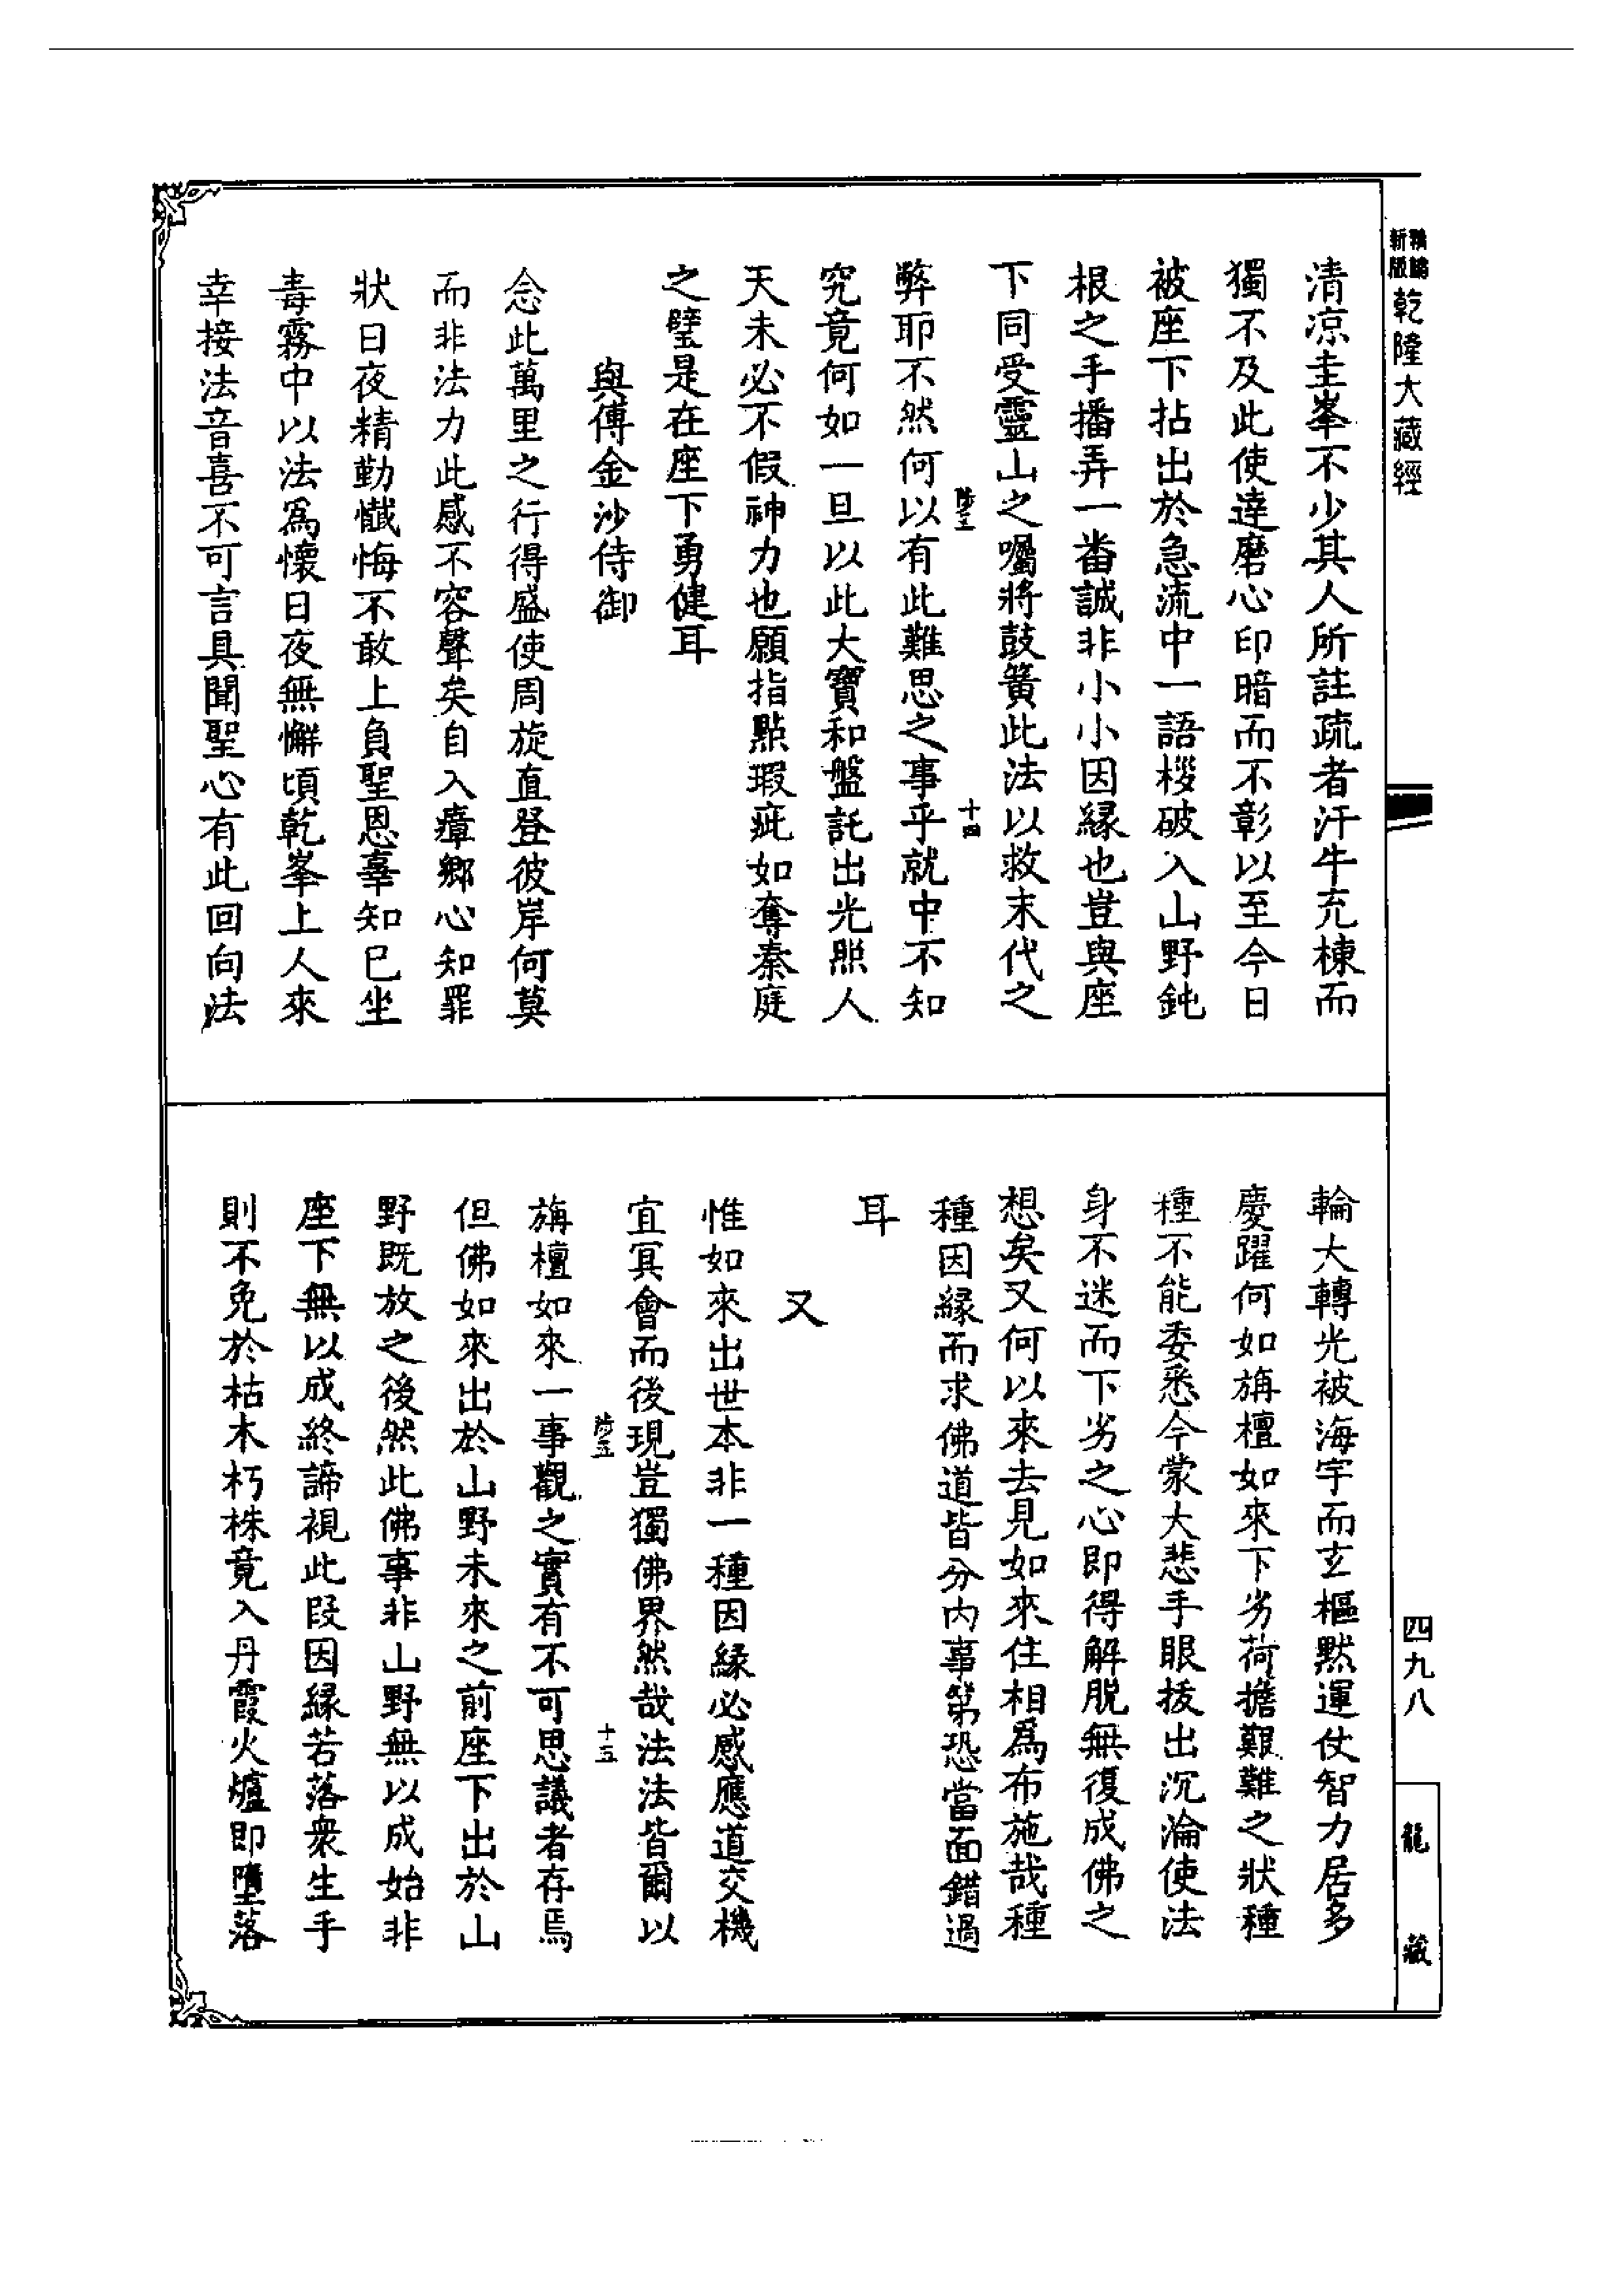 新版
乾隆大藏經
清凉圭峯不少其人所註疏者汗牛充棟而
獨不及此使達磨心印暗而不彰以至今日
被座下拈出於急流中一語椤破入山野鈍
根之手播弄一畨誠非小小因緣也豈與座
下同受靈山之囑將鼓簧此法以救末代之
弊耶不然何以有此難思之事乎就中不知
究竟何如一旦以此大寶和盤託出光照人
天未必不假神力也願指點瑕疵如奪秦庭
之璧是在座下勇健耳
與傅金沙侍御
念此萬里之行得盛使周旋直登彼岸何莫
而非法力此感不容聲矣自入瘴鄉心知罪
狀日夜精勤懺悔不敢上負聖恩辜知巳坐
毒霧中以法爲懷日夜無懈頃乾峯上人來
幸接法音喜不可言具聞聖心有此回向法
十四
輪大轉光被海宇而玄樞默運仗智力居多
慶躍何如旃檀如來下劣荷擔艱難之狀種
種不能委悉今蒙大悲手眼拔出沉淪使法
身不迷而下劣之心即得解脫無復成佛之
想矣又何以來去見如來住相爲布施哉種
種因緣而求佛道皆分内事第恐當面錯過
耳
又
惟如來出世本非一種因緣必感應道交機
宜冥會而後現豈獨佛界然哉法法皆爾以
旃檀如來一事觀之實有不可思議者存焉
但佛如來出於山野未來之前座下出於山
野既放之後然此佛事非山野無以成始非
座下無以成終諦視此段因緣若落衆生手
則不免於枯木朽株竟入丹霞火爐即墮落
十五
四九八
龍藏